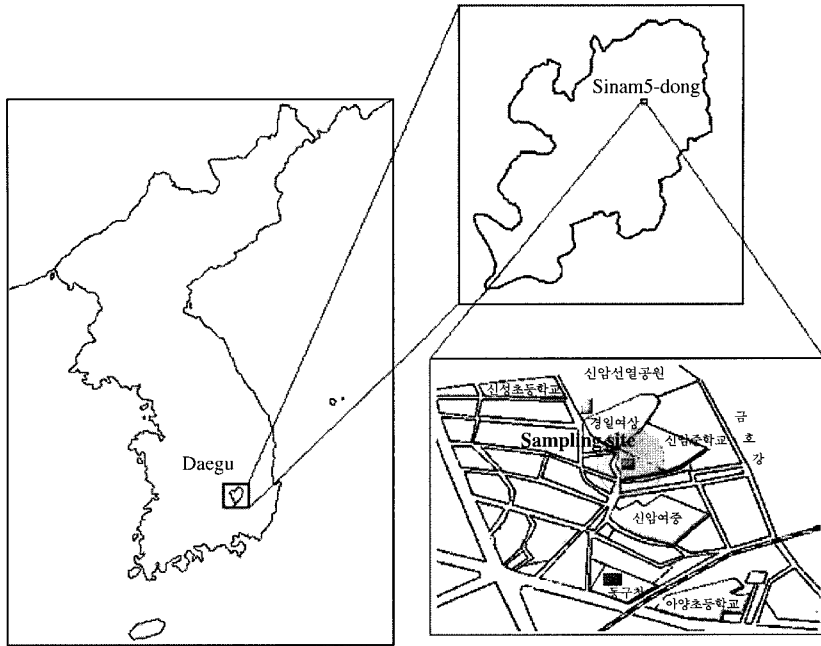 Daegu
Sinam5-dong
신암선열공원
신성초등학교
경일여상
Sampling site
신암중학교
금호강
신암여중
동구청
아양초등학교